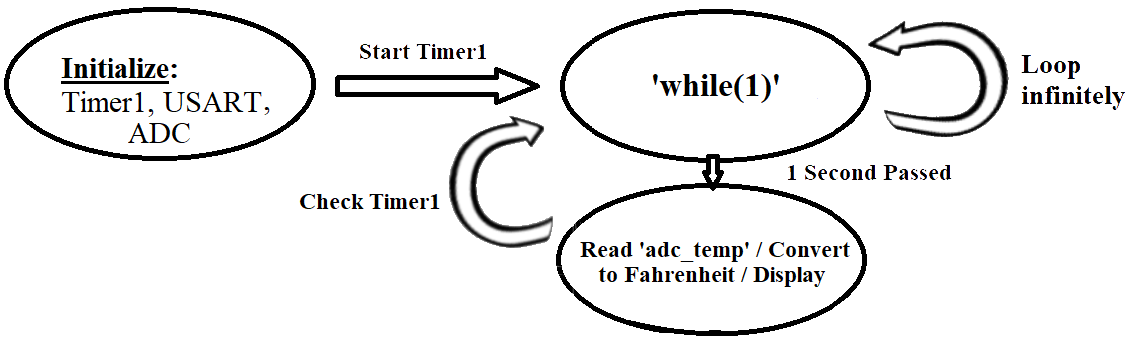 Initialize:
Timer1, USART,
ADC
Start Timer1
'while(1)'
Loop
infinitely
1 Second Passed
Check Timer1
Read 'adc_temp' / Convert
to Fahrenheit / Display